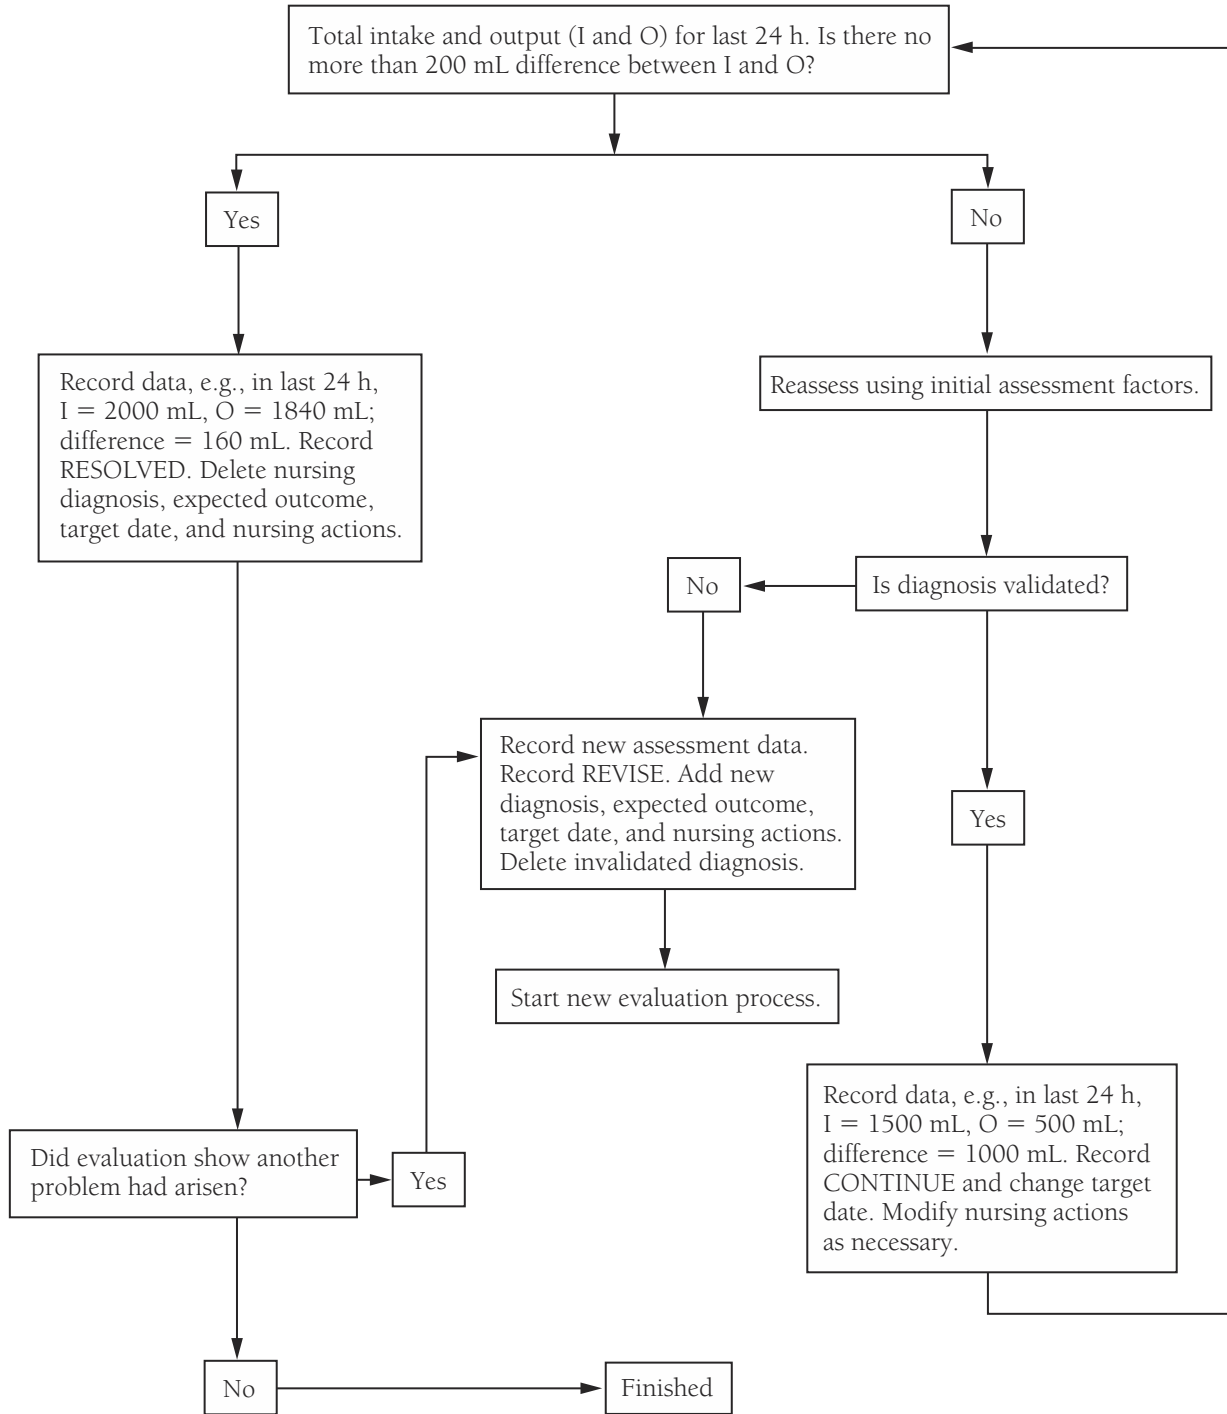 Total intake and output (I and O) for last 24 h. Is there no
more than 200 mL difference between I and O?
Yes
No
Record data, e.g., in last 24 h,
I = 2000 mL, O = 1840 mL;
difference = 160 mL. Record
RESOLVED. Delete nursing
diagnosis, expected outcome,
target date, and nursing actions.
Reassess using initial assessment factors.
No
Is diagnosis validated?
Record new assessment data.
Record REVISE. Add new
diagnosis, expected outcome,
target date, and nursing actions.
Delete invalidated diagnosis.
Yes
Start new evaluation process.
Record data, e.g., in last 24 h,
I = 1500 mL, O = 500 mL;
difference = 1000 mL. Record
CONTINUE and change target
date. Modify nursing actions
as necessary.
Did evaluation show another
problem had arisen?
Yes
No
Finished